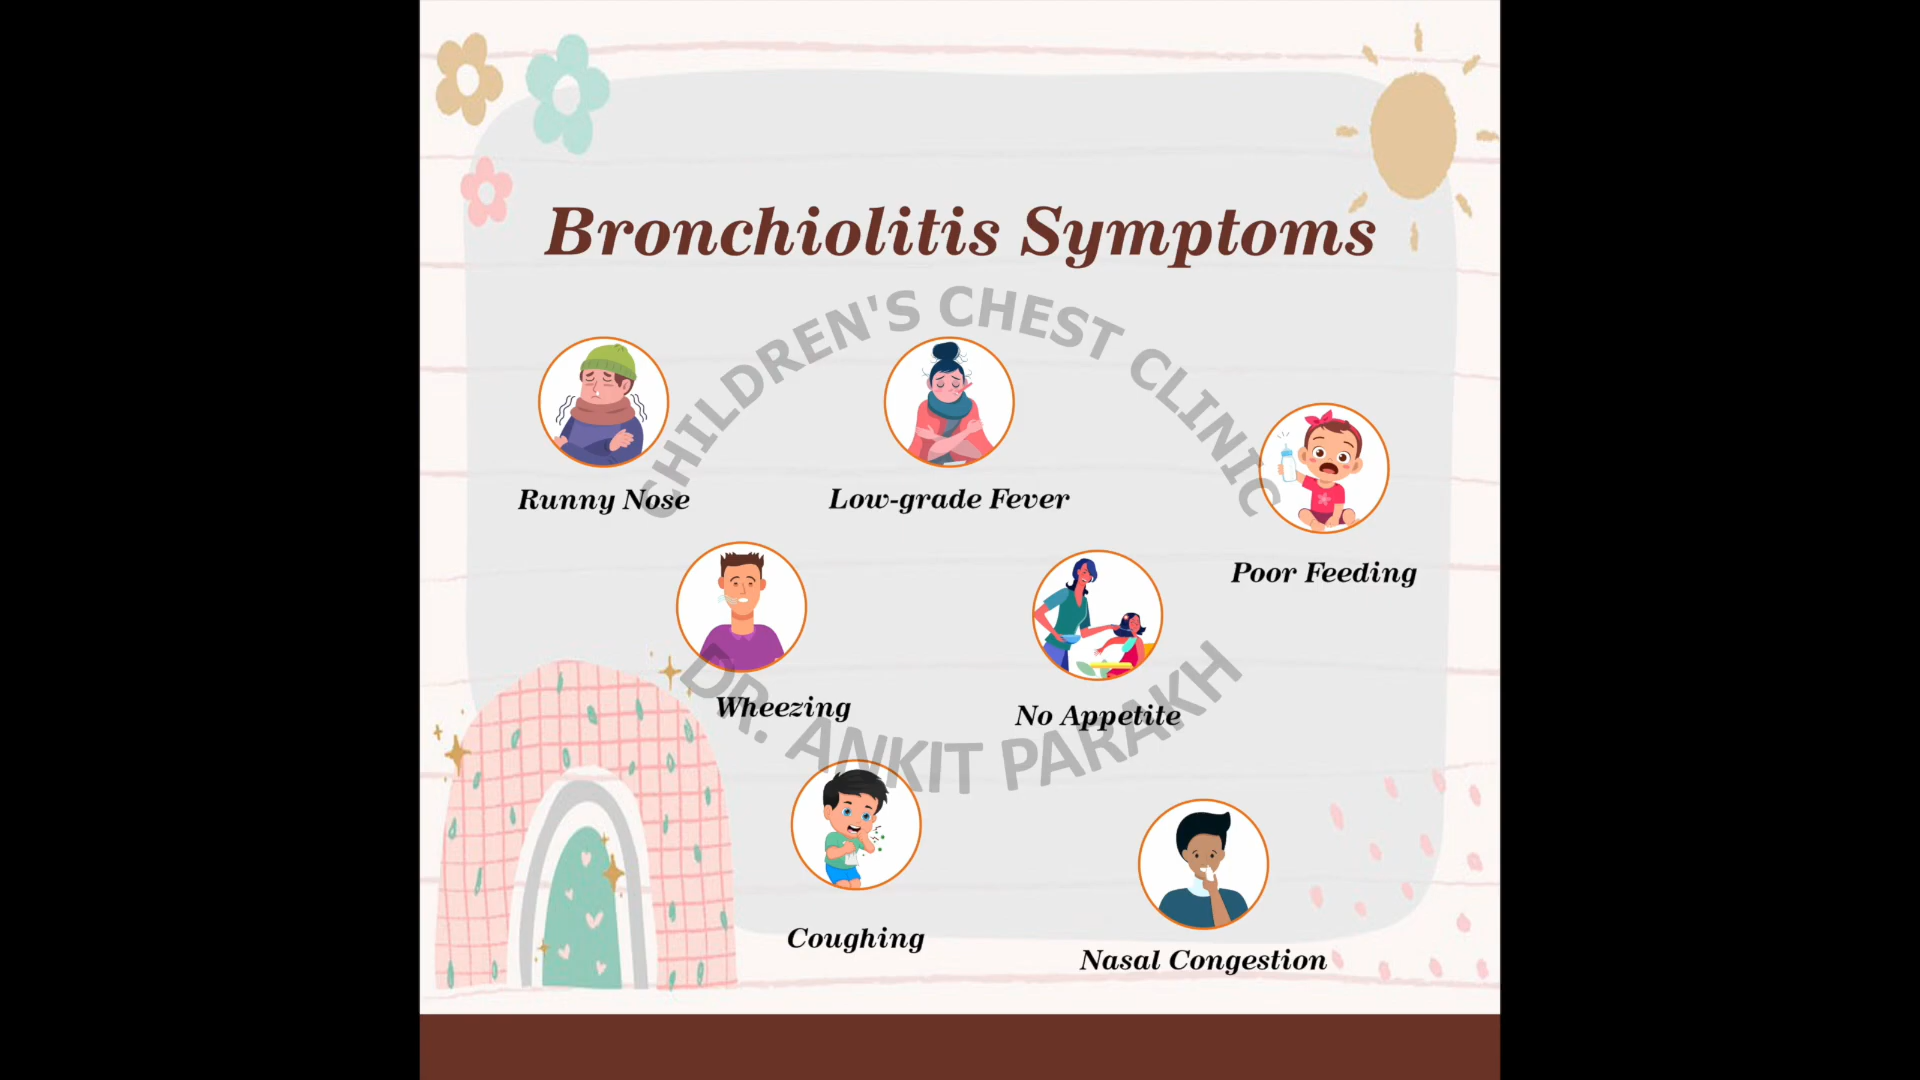 Bronchiolitis Symptoms
CHILDREN'S CHEST CLINIC
Runny Nose
Low-grade Fever
Poor Feeding
Wheezing
No Appetite
DR. ANKIT PARAKH
Coughing
Nasal Congestion